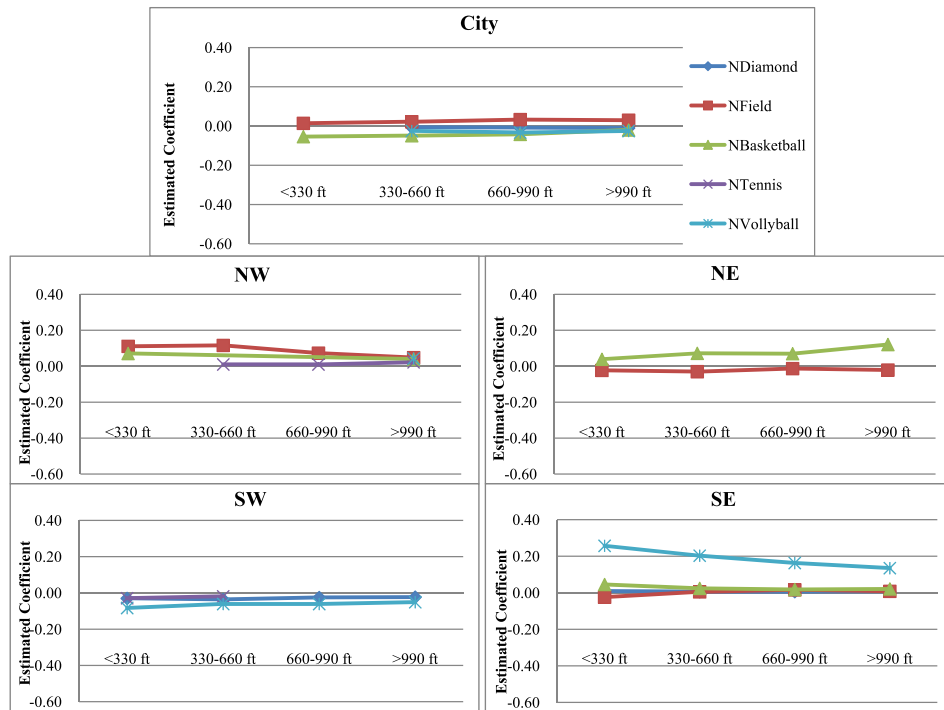 City
Estimated Coefficient
0.40
0.20
0.00
-0.20
-0.40
-0.60
<330 ft 330-660 ft 660-990 ft >990 ft
NDiamond
NField
NBasketball
NTennis
NVollyball
NW
Estimated Coefficient
0.40
0.20
0.00
-0.20
-0.40
-0.60
<330 ft 330-660 ft 660-990 ft >990 ft
NE
Estimated Coefficient
0.40
0.20
0.00
-0.20
-0.40
-0.60
<330 ft 330-660 ft 660-990 ft >990 ft
SW
Estimated Coefficient
0.40
0.20
0.00
-0.20
-0.40
-0.60
<330 ft 330-660 ft 660-990 ft >990 ft
SE
Estimated Coefficient
0.40
0.20
0.00
-0.20
-0.40
-0.60
<330 ft 330-660 ft 660-990 ft >990 ft